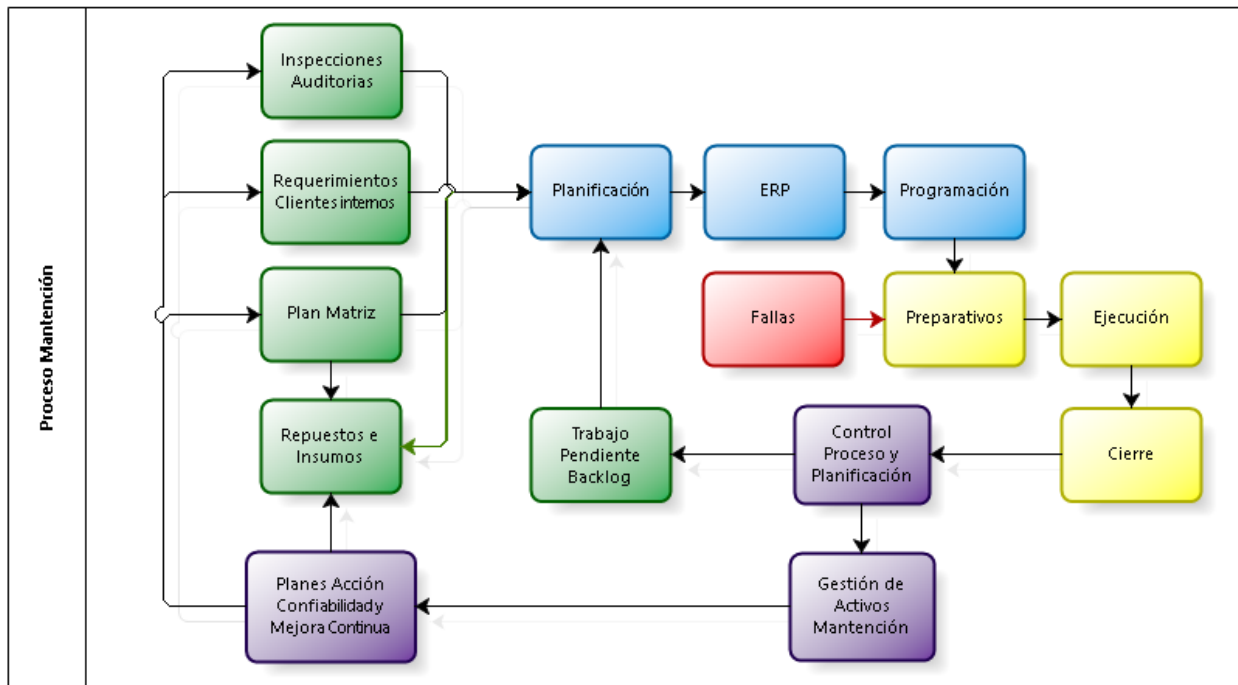 Proceso Mantención
Inspecciones
Auditorias
Requerimientos
Clientes internos
Planificación
ERP
Programación
Plan Matriz
Fallas
Preparativos
Ejecución
Repuestos e
Insumos
Trabajo
Pendiente
Backlog
Control
Proceso y
Planificación
Cierre
Planes Acción
Confiabilidad y
Mejora Continua
Gestión de
Activos
Mantención